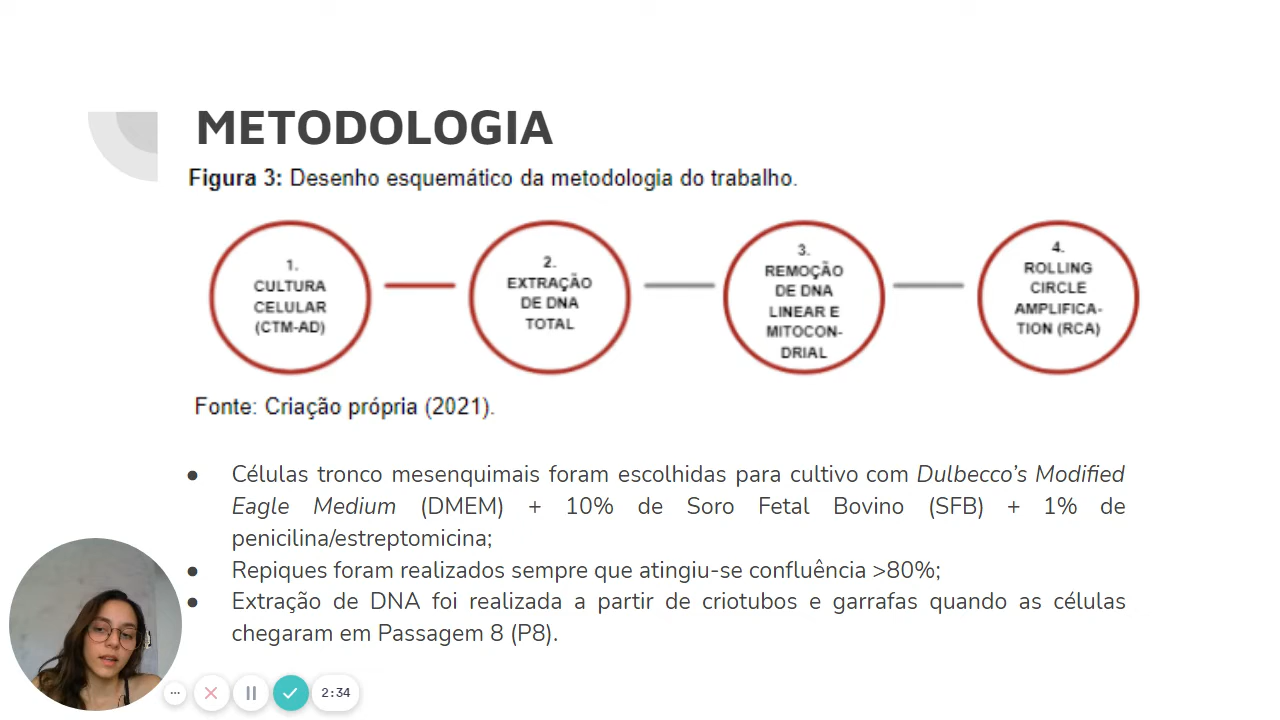 METODOLOGIA
Figura 3: Desenho esquemático da metodologia do trabalho.
1.
CULTURA
CELULAR
(CTM-AD)
2.
EXTRAÇÃO
DE DNA
TOTAL
3.
REMOÇÃO
DE DNA
LINEAR E
MITOCON-
DRIAL
4.
ROLLING
CIRCLE
AMPLIFICA-
TION (RCA)
Fonte: Criação própria (2021).
● Células tronco mesenquimais foram escolhidas para cultivo com Dulbecco’s Modified
Eagle Medium (DMEM) + 10% de Soro Fetal Bovino (SFB) + 1% de
penicilina/estreptomicina;
● Repiques foram realizados sempre que atingiu-se confluência >80%;
● Extração de DNA foi realizada a partir de criotubos e garrafas quando as células
chegaram em Passagem 8 (P8).
2:34